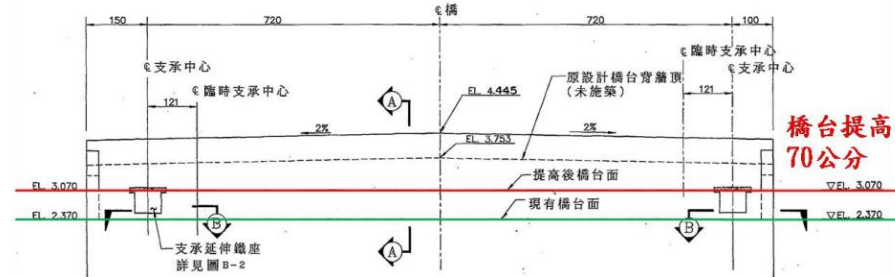 ℄橋
150
720
720
100
℄支承中心
℄臨時支承中心
121
℄臨時支承中心
℄支承中心
121
A
EL. 4.445
原設計橋台背牆頂
(未施築)
2%
2%
EL. 3.753
橋台提高
70公分
提高後橋台面
EL. 3.070
▽EL. 3.070
現有橋台面
EL. 2.370
▽EL. 2.370
B
B
A
支承延伸鐵座
詳見圖B-2